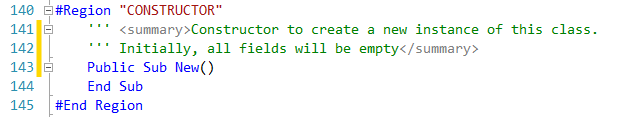 140 #Region "CONSTRUCTOR"
141 ''' <summary>Constructor to create a new instance of this class.
142 ''' Initially, all fields will be empty</summary>
143 Public Sub New()
144 End Sub
145 #End Region